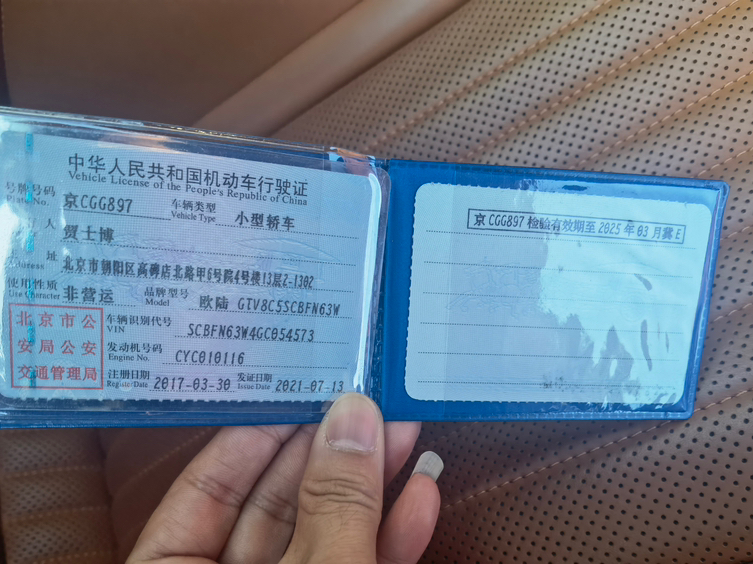 中华人民共和国机动车行驶证
Vehicle License of the People's Republic of China
号牌号码 京CGG897 车辆类型 小型轿车
Plate No. Vehicle Type
人 贺士博
址 北京市朝阳区高碑店北路甲6号院4号楼13层2-1302
Address
使用性质 非营运 品牌型号 欧陆 GTV8C5SCBFN63W
Use Character Model
北京市公
安局公安
交通管理局
车辆识别代号 SCBFN63W4GC054573
VIN
发动机号码 CYC010116
Engine No.
注册日期 2017-03-30 发证日期 2021-07-13
Register Date Issue Date
京CGG897 检验有效期至 2025年03月